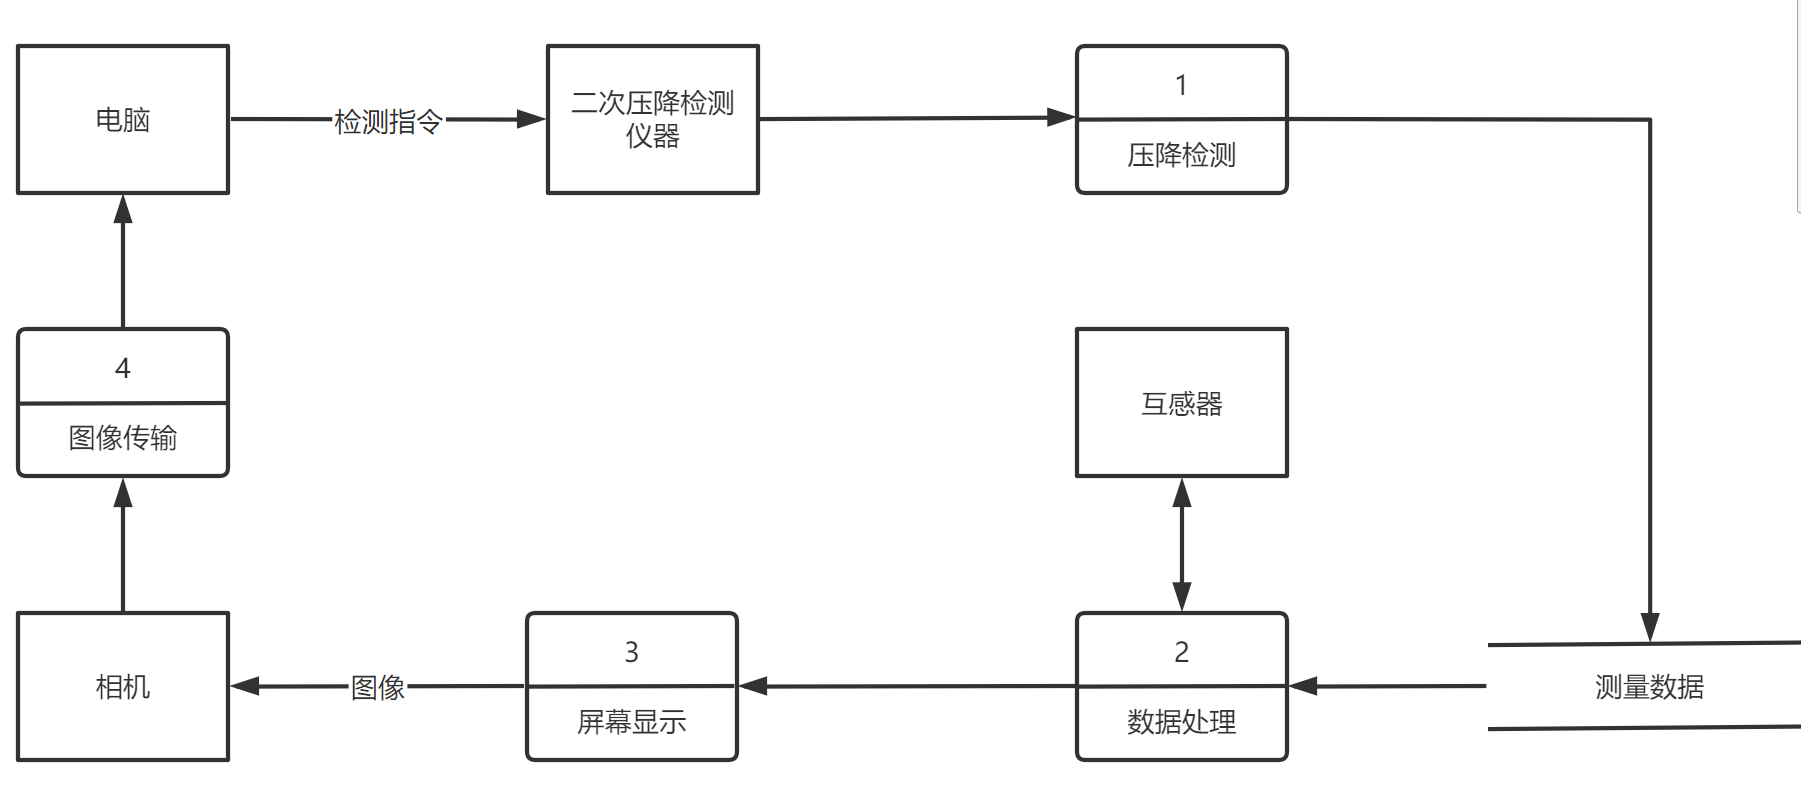 电脑
检测指令
二次压降检测
仪器
1
压降检测
4
图像传输
互感器
相机
图像
3
屏幕显示
2
数据处理
测量数据